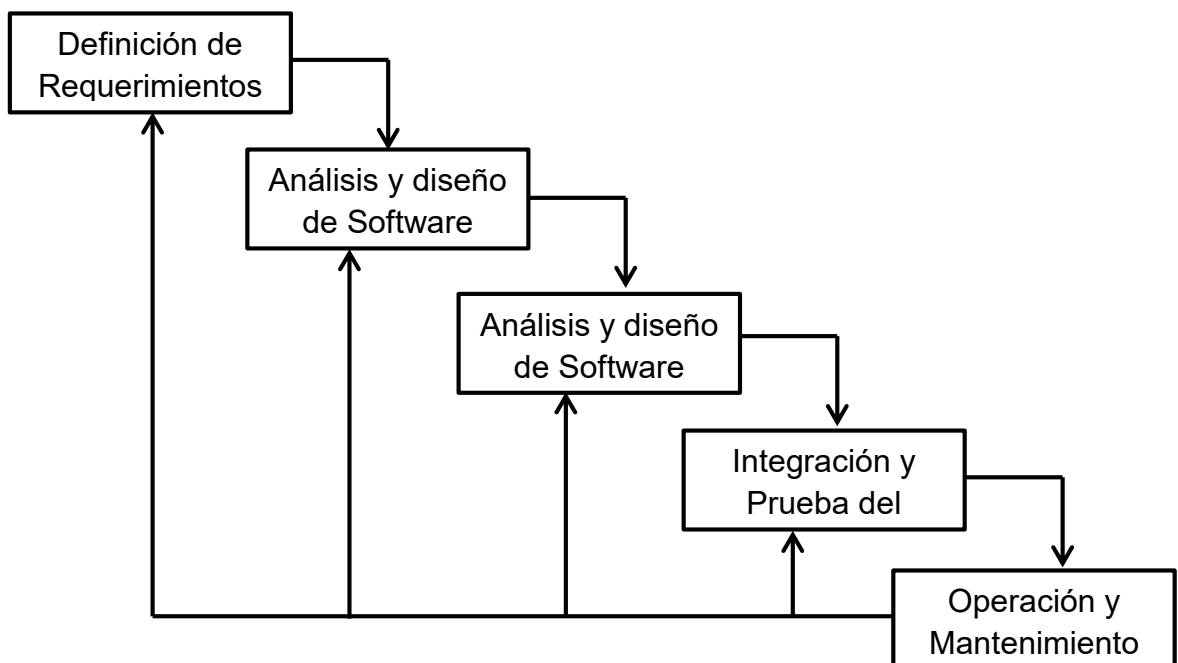 Definición de
Requerimientos
Análisis y diseño
de Software
Análisis y diseño
de Software
Integración y
Prueba del
Operación y
Mantenimiento